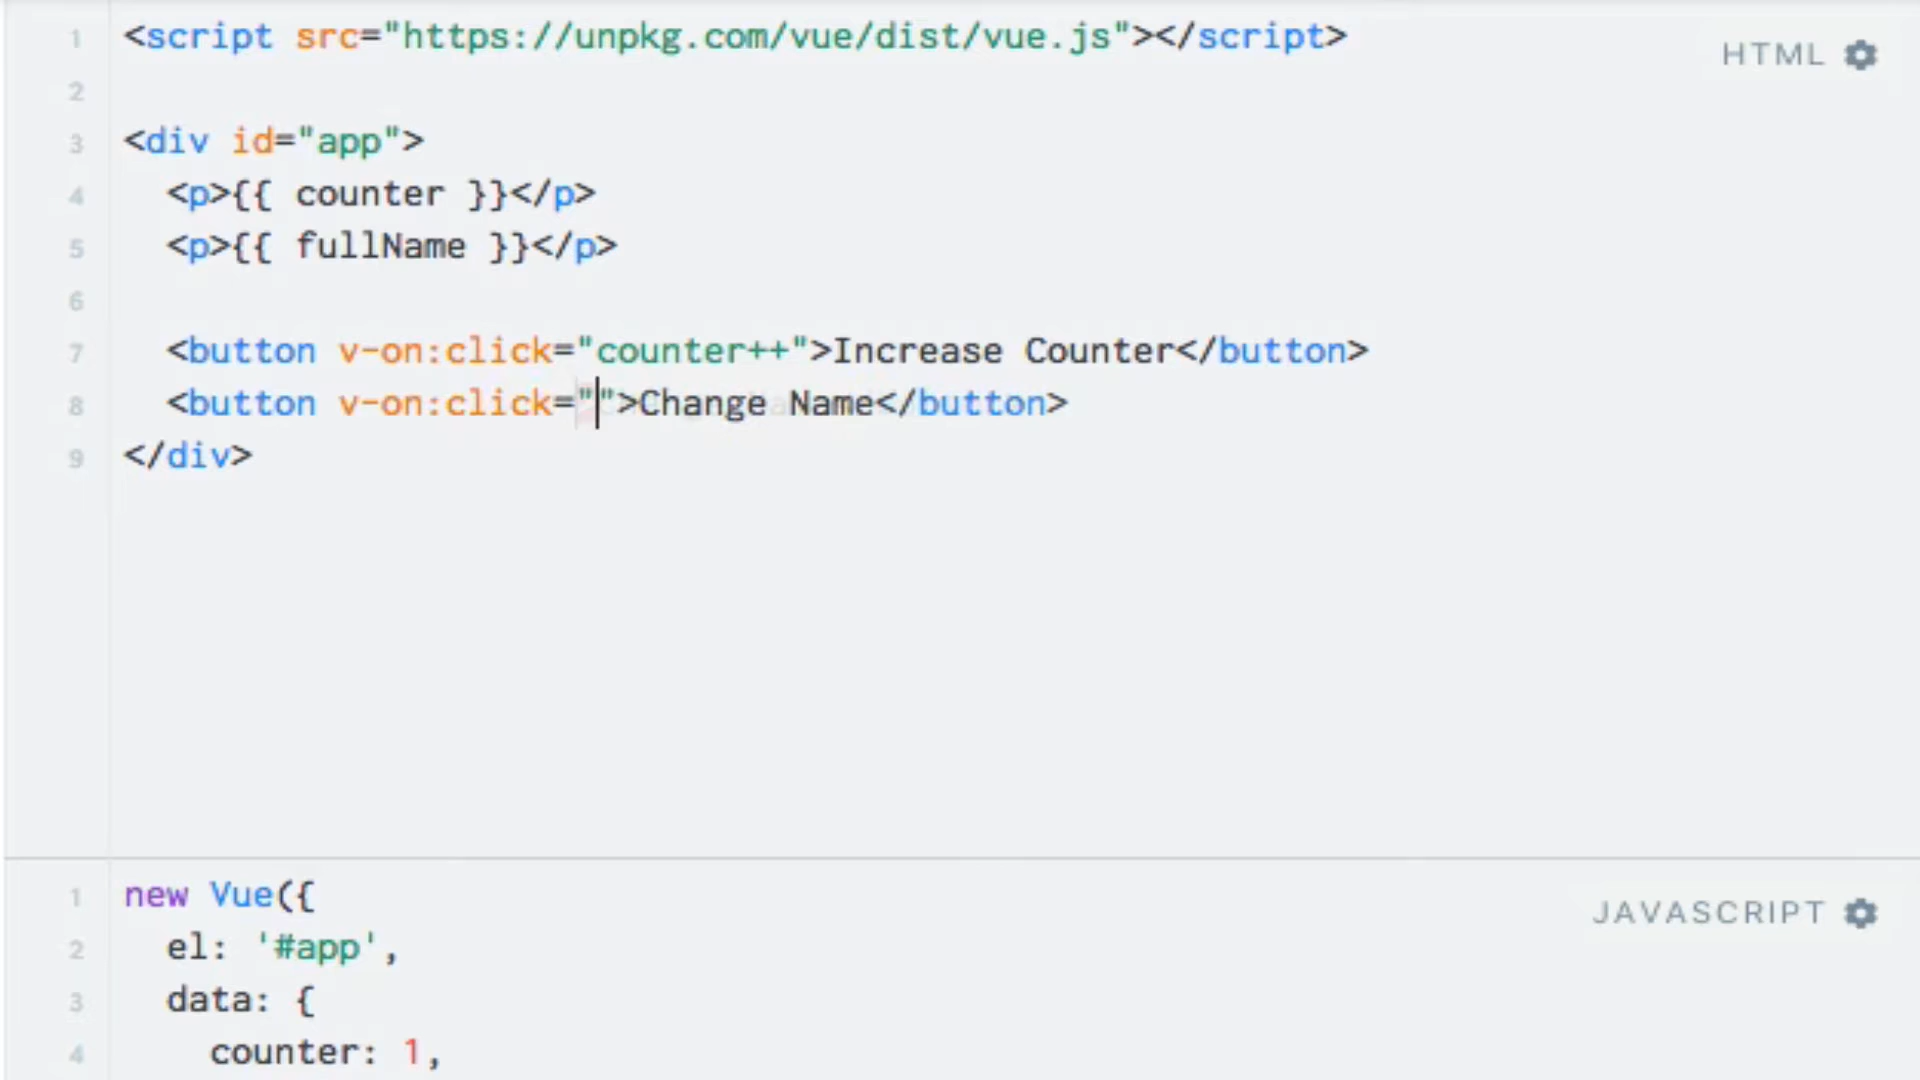 1 <script src="https://unpkg.com/vue/dist/vue.js"></script>
HTML
2
3 <div id="app">
4 <p>{{ counter }}</p>
5 <p>{{ fullName }}</p>
6
7 <button v-on:click="counter++">Increase Counter</button>
8 <button v-on:click="">Change Name</button>
9 </div>
1 new Vue({
JAVASCRIPT
2 el: '#app',
3 data: {
4 counter: 1,